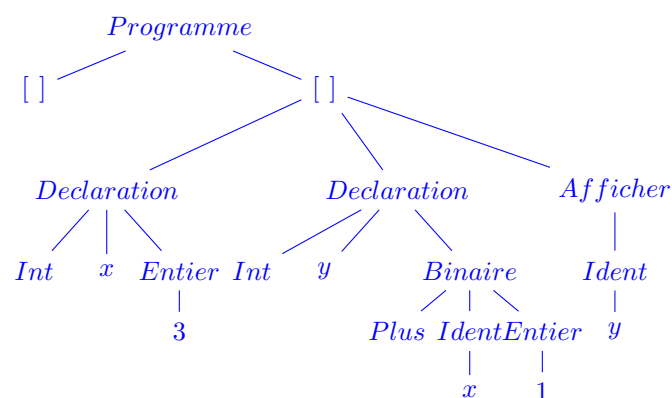 Programme
[ ] [ ]
Declaration Declaration Afficher
Int x Entier Int y Binaire Ident
3 Plus Ident Entier y
x 1